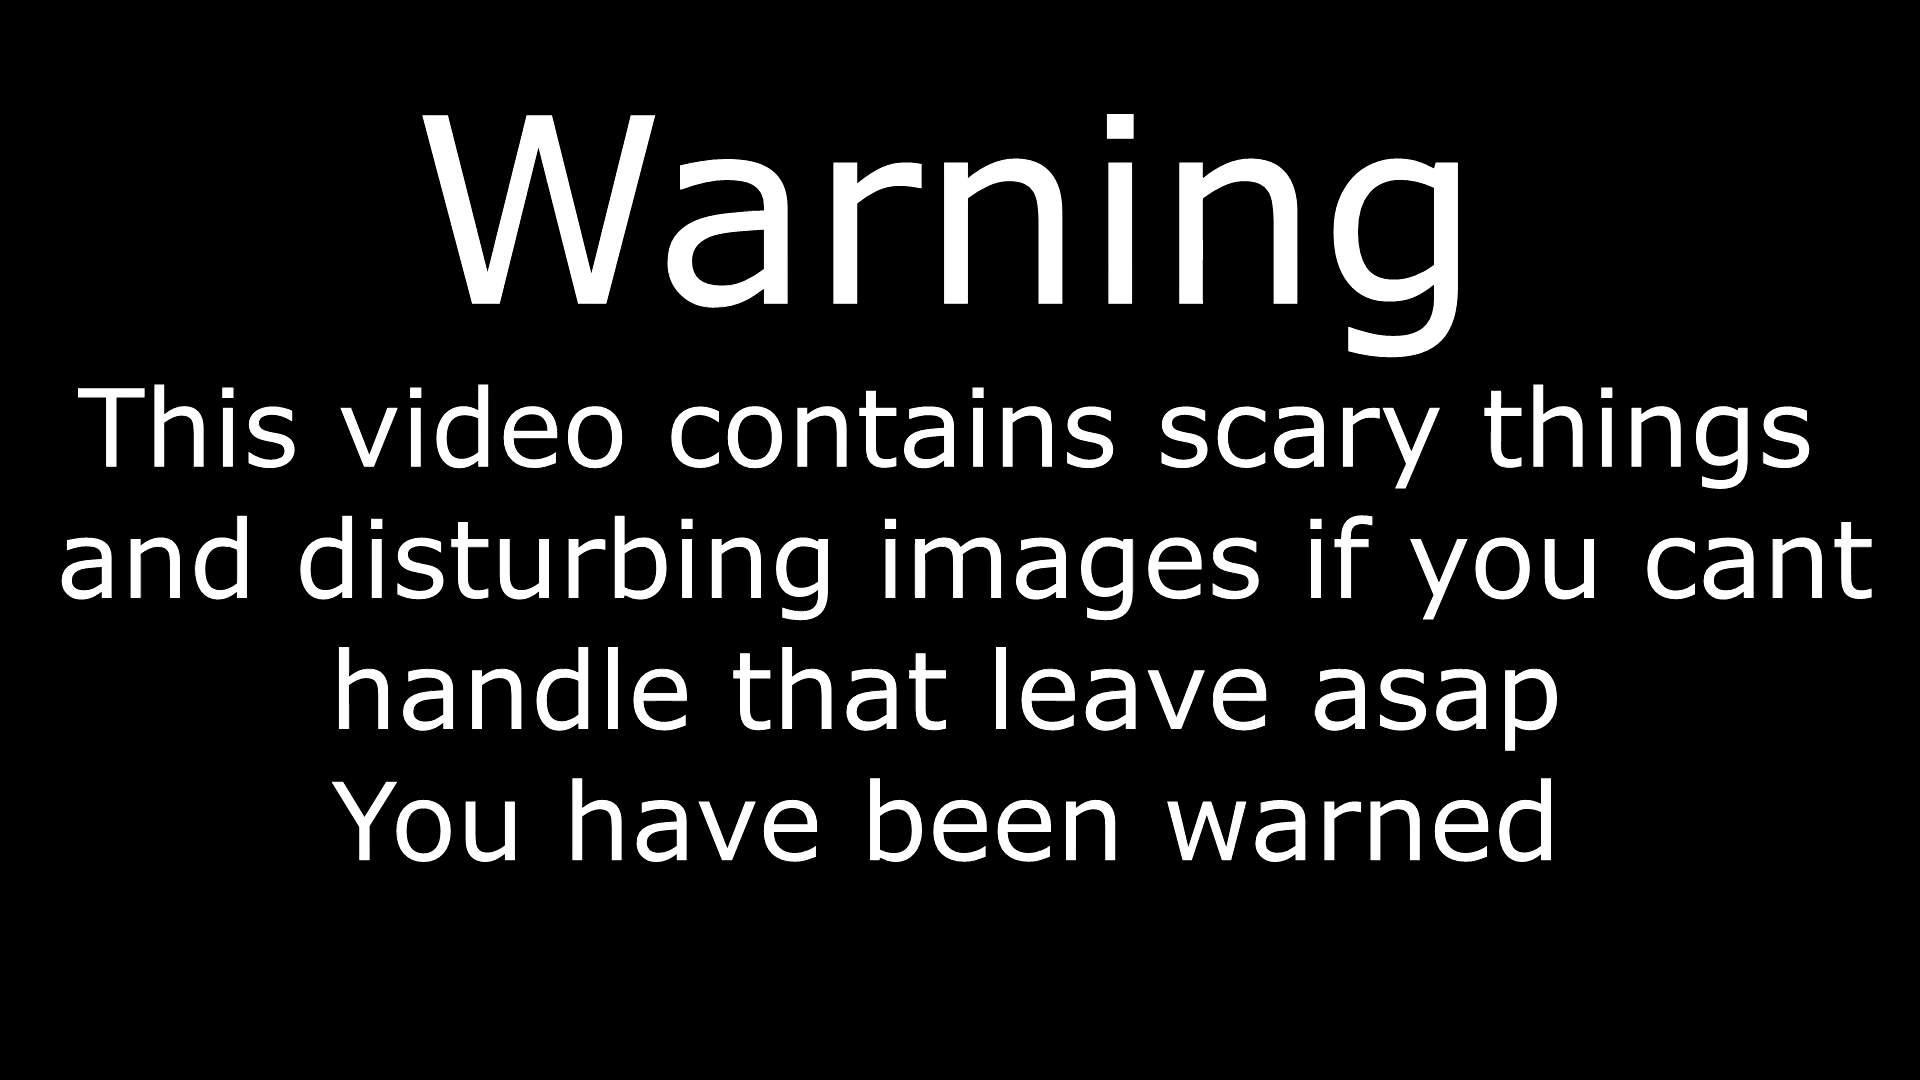 Warning
This video contains scary things
and disturbing images if you cant
handle that leave asap
You have been warned